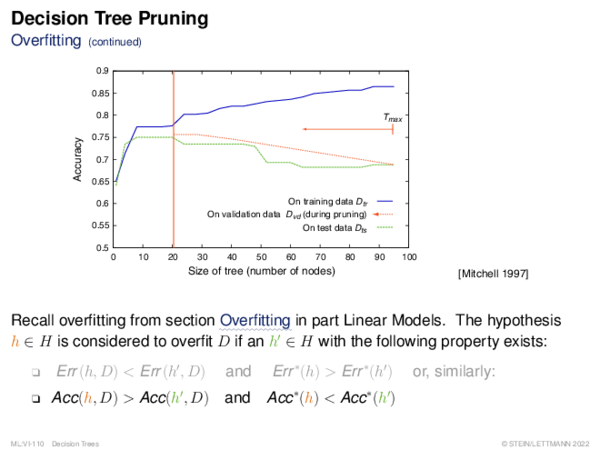 Decision Tree Pruning
Overfitting (continued)
0.9
0.85
0.8
0.75
0.7
0.65
0.6
0.55
0.5
Accuracy
T_max
On training data D_tr
On validation data D_vd (during pruning)
On test data D_ts
0 10 20 30 40 50 60 70 80 90 100
Size of tree (number of nodes)
[Mitchell 1997]
Recall overfitting from section Overfitting in part Linear Models. The hypothesis
h ∈ H is considered to overfit D if an h′ ∈ H with the following property exists:
❑ Err(h, D) < Err(h′, D) and Err*(h) > Err*(h′) or, similarly:
❑ Acc(h, D) > Acc(h′, D) and Acc*(h) < Acc*(h′)
ML:VI-110 Decision Trees © STEIN/LETTMANN 2022